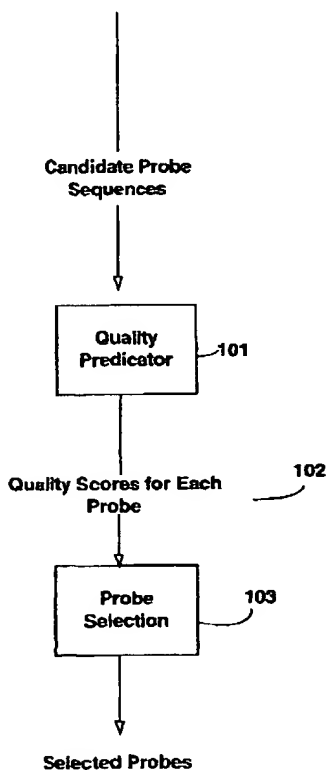 Candidate Probe
Sequences
Quality
Predicator
101
Quality Scores for Each
Probe
102
Probe
Selection
103
Selected Probes